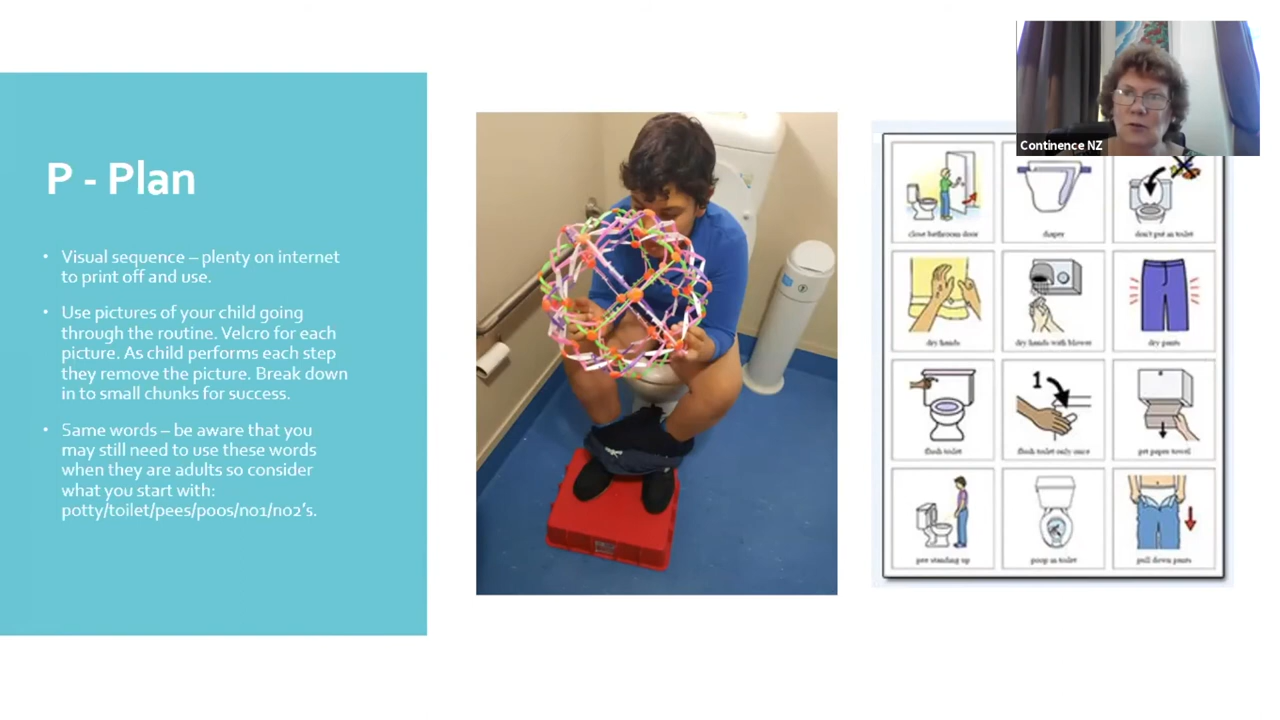 Continence NZ
P - Plan
• Visual sequence – plenty on internet
to print off and use.
• Use pictures of your child going
through the routine. Velcro for each
picture. As child performs each step
they remove the picture. Break down
in to small chunks for success.
• Same words – be aware that you
may still need to use these words
when they are adults so consider
what you start with:
potty/toilet/pees/poos/no1/no2's.
close bathroom door
diaper
don't put in toilet
dry hands
dry hands with blower
dry pants
flush toilet
1
flush toilet only once
get paper towel
pee standing up
poop in toilet
pull down pants